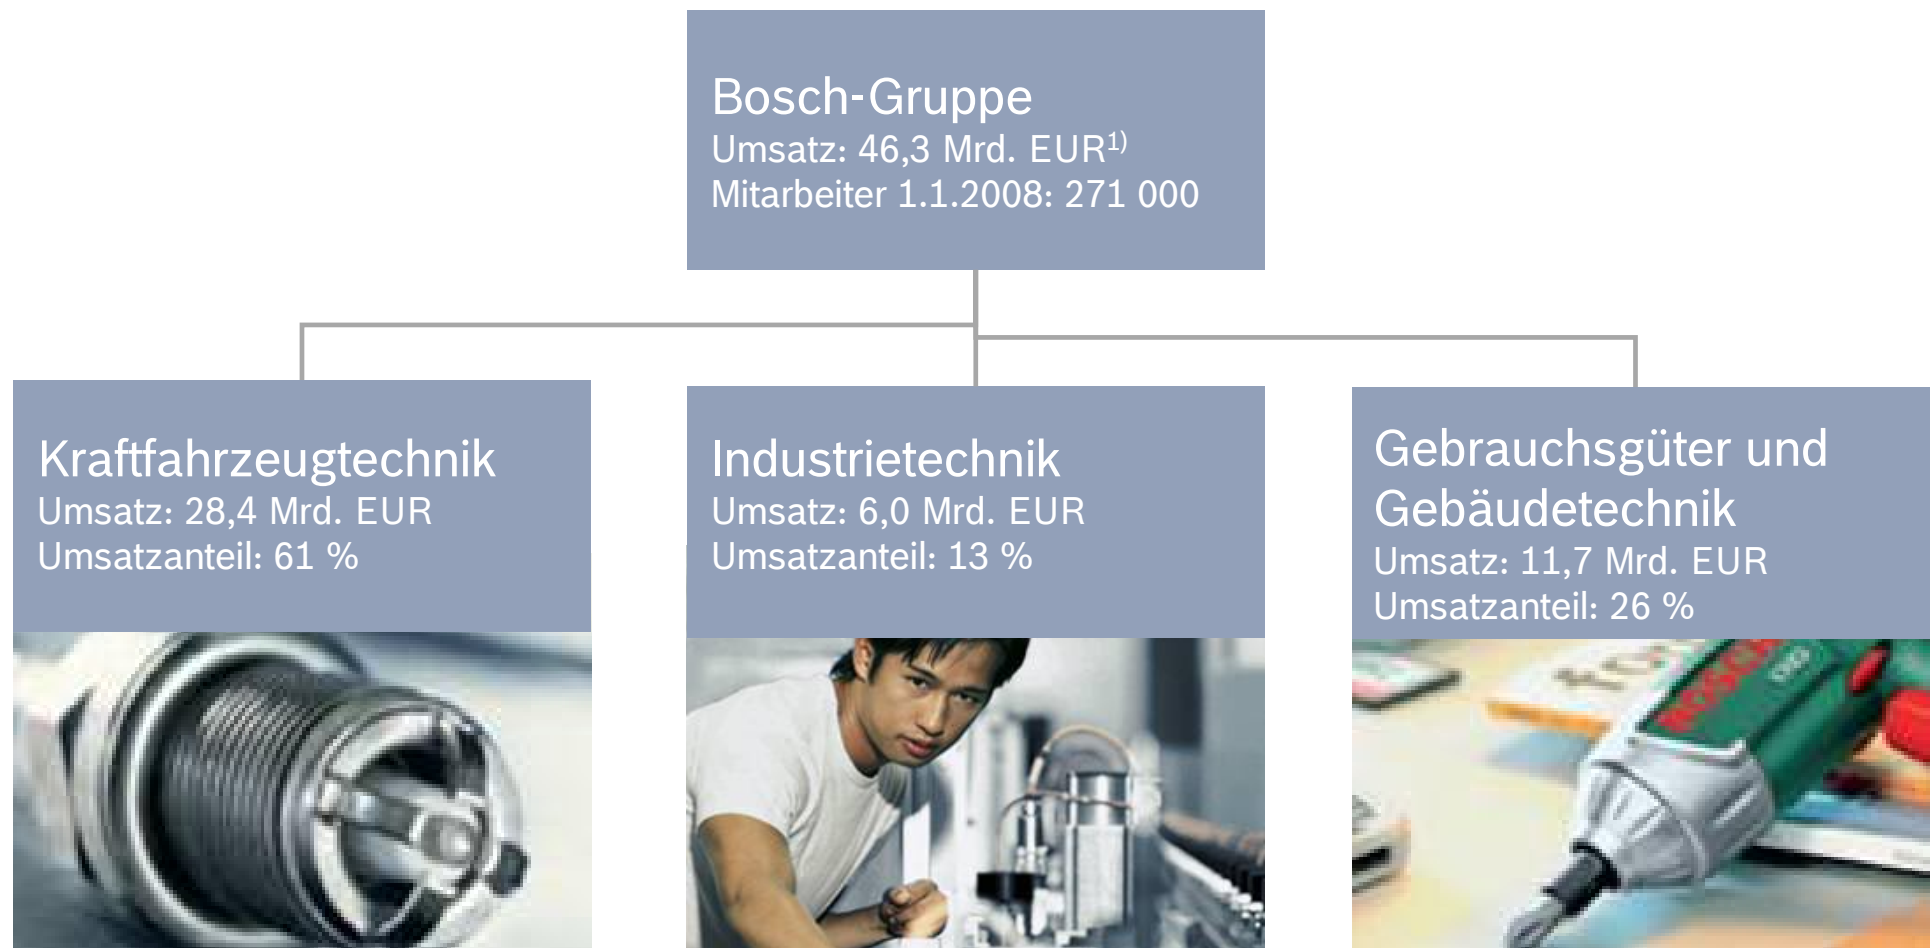 Bosch-Gruppe
Umsatz: 46,3 Mrd. EUR1)
Mitarbeiter 1.1.2008: 271 000
Kraftfahrzeugtechnik
Umsatz: 28,4 Mrd. EUR
Umsatzanteil: 61 %
Industrietechnik
Umsatz: 6,0 Mrd. EUR
Umsatzanteil: 13 %
Gebrauchsgüter und
Gebäudetechnik
Umsatz: 11,7 Mrd. EUR
Umsatzanteil: 26 %
BOSCH